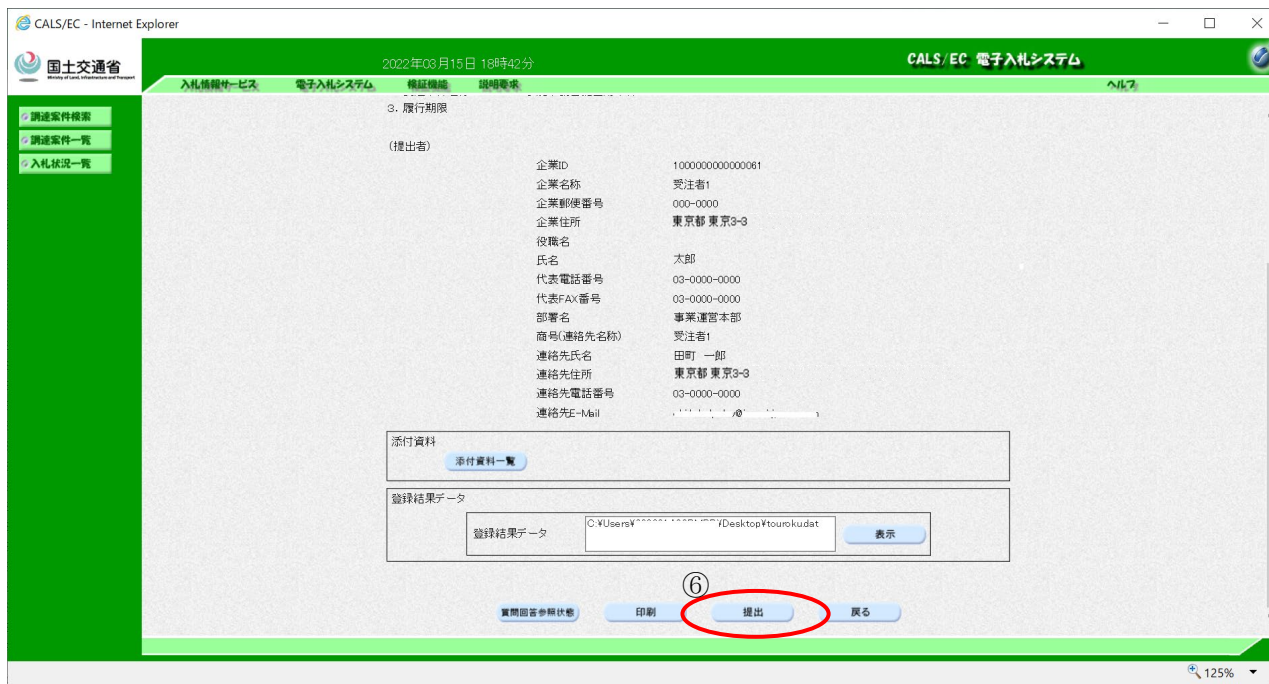 CALS/EC - Internet Explorer
国土交通省
Ministry of Land, Infrastructure and Transport
2022年03月15日 18時42分
CALS/EC 電子入札システム
入札情報サービス 電子入札システム 検証機能 説明要求 ヘルプ
調達案件検索
調達案件一覧
入札状況一覧
3. 履行期限
(提出者)
企業ID 1000000000000061
企業名称 受注者1
企業郵便番号 000-0000
企業住所 東京都 東京3-3
役職名
氏名 太郎
代表電話番号 03-0000-0000
代表FAX番号 03-0000-0000
部署名 事業運営本部
商号(連絡先名称) 受注者1
連絡先氏名 田町 一郎
連絡先住所 東京都 東京3-3
連絡先電話番号 03-0000-0000
連絡先E-Mail @
添付資料
添付資料一覧
登録結果データ
登録結果データ C:¥Users¥ ¥Desktop¥touroku.dat 表示
⑥
質問回答参照状態 印刷 提出 戻る
125%